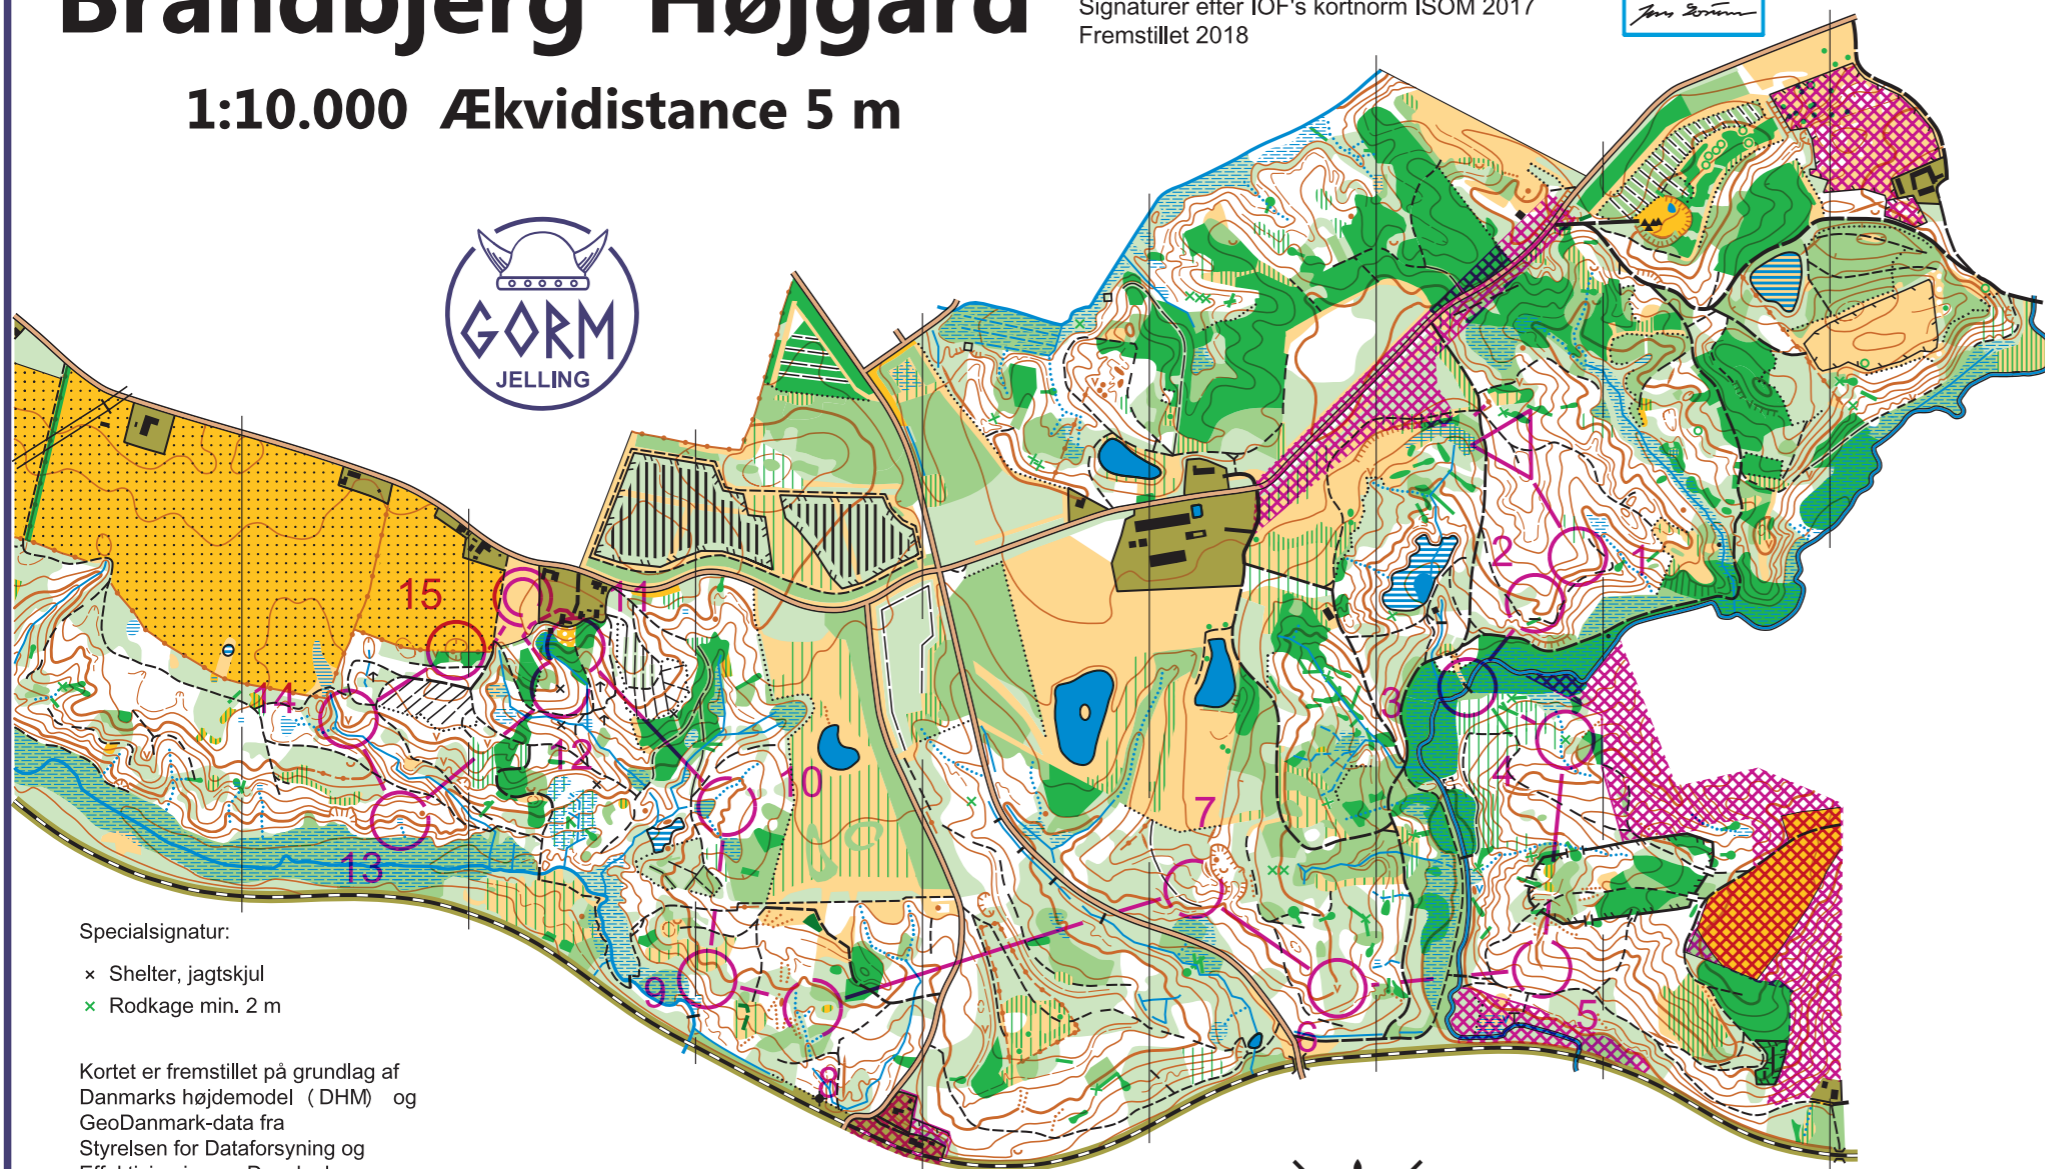 Brandbjerg Højgård
Signaturer efter IOF's kortnorm ISOM 2017
Fremstillet 2018
1:10.000 Ækvidistance 5 m
GORM
JELLING
1
2
3
4
5
6
7
8
9
10
11
12
13
14
15
Specialsignatur:
× Shelter, jagtskjul
× Rodkage min. 2 m
Kortet er fremstillet på grundlag af
Danmarks højdemodel ( DHM) og
GeoDanmark-data fra
Styrelsen for Dataforsyning og